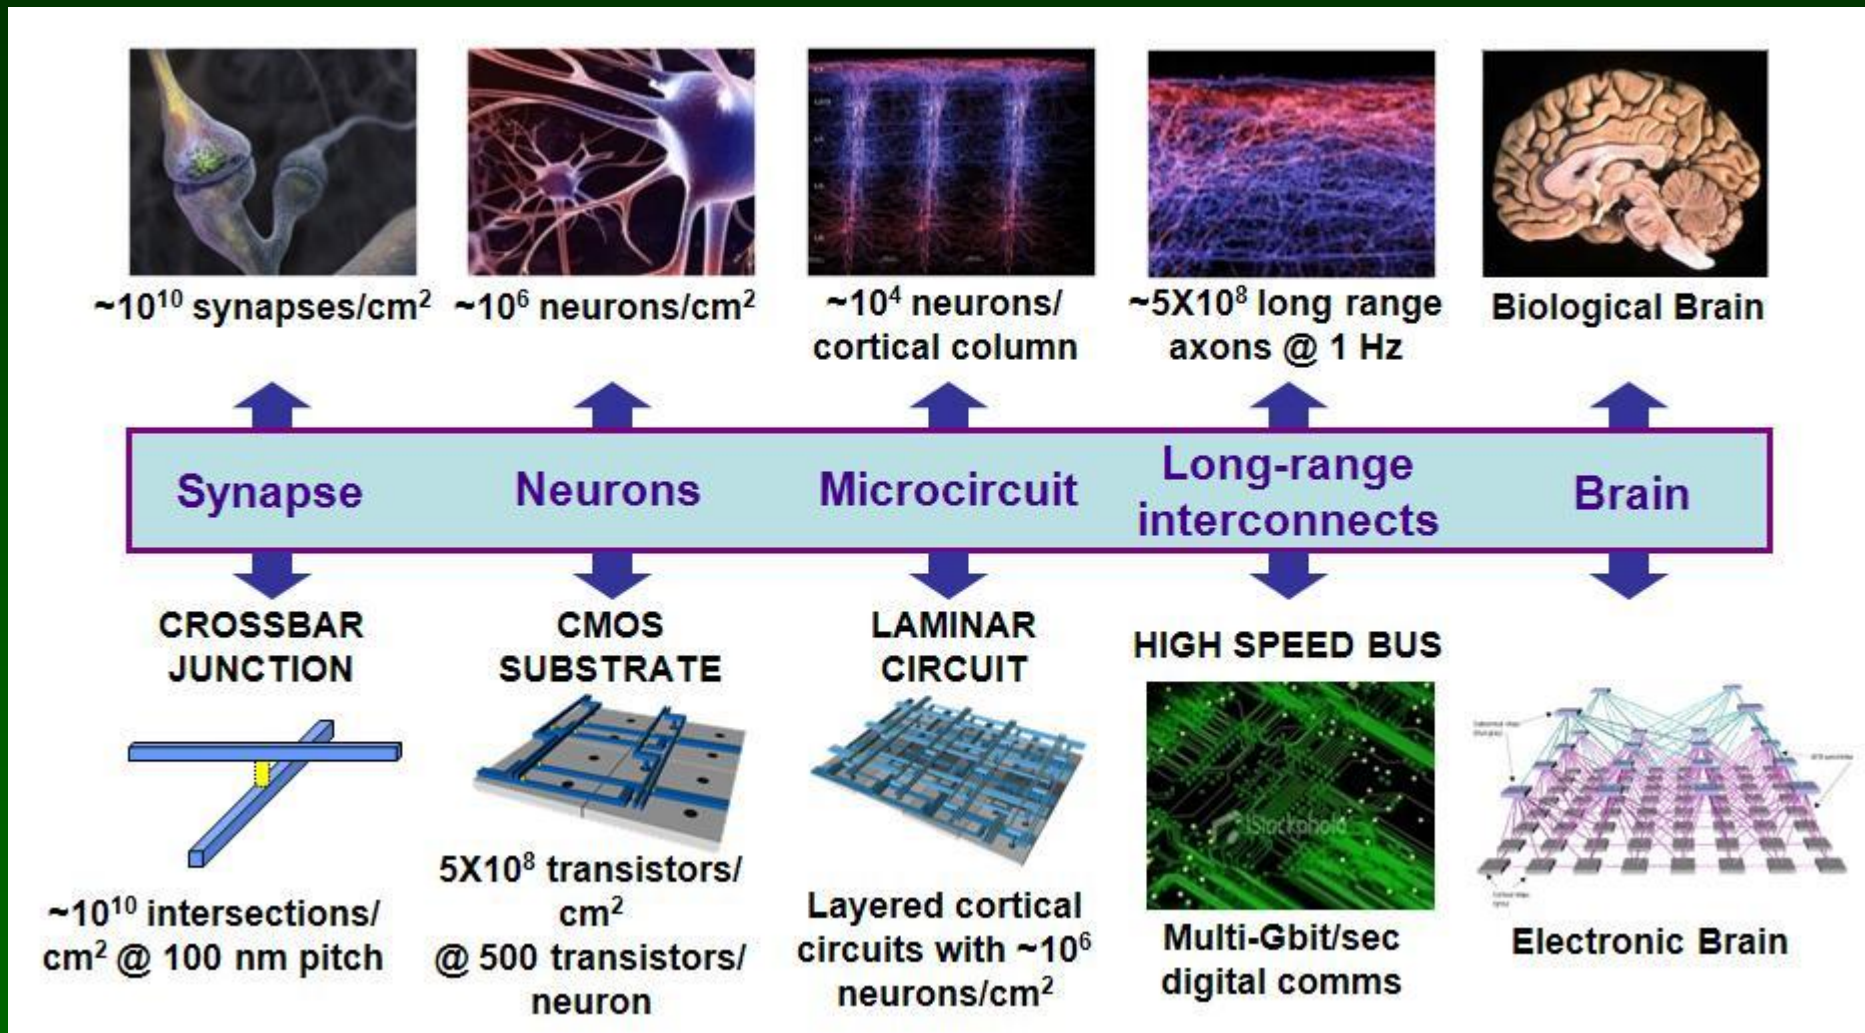 ~10¹⁰ synapses/cm²
~10⁶ neurons/cm²
~10⁴ neurons/
cortical column
~5X10⁸ long range
axons @ 1 Hz
Biological Brain
Synapse
Neurons
Microcircuit
Long-range
interconnects
Brain
CROSSBAR
JUNCTION
CMOS
SUBSTRATE
LAMINAR
CIRCUIT
HIGH SPEED BUS
iStockphoto
~10¹⁰ intersections/
cm² @ 100 nm pitch
5X10⁸ transistors/
cm²
@ 500 transistors/
neuron
Layered cortical
circuits with ~10⁶
neurons/cm²
Multi-Gbit/sec
digital comms
Electronic Brain